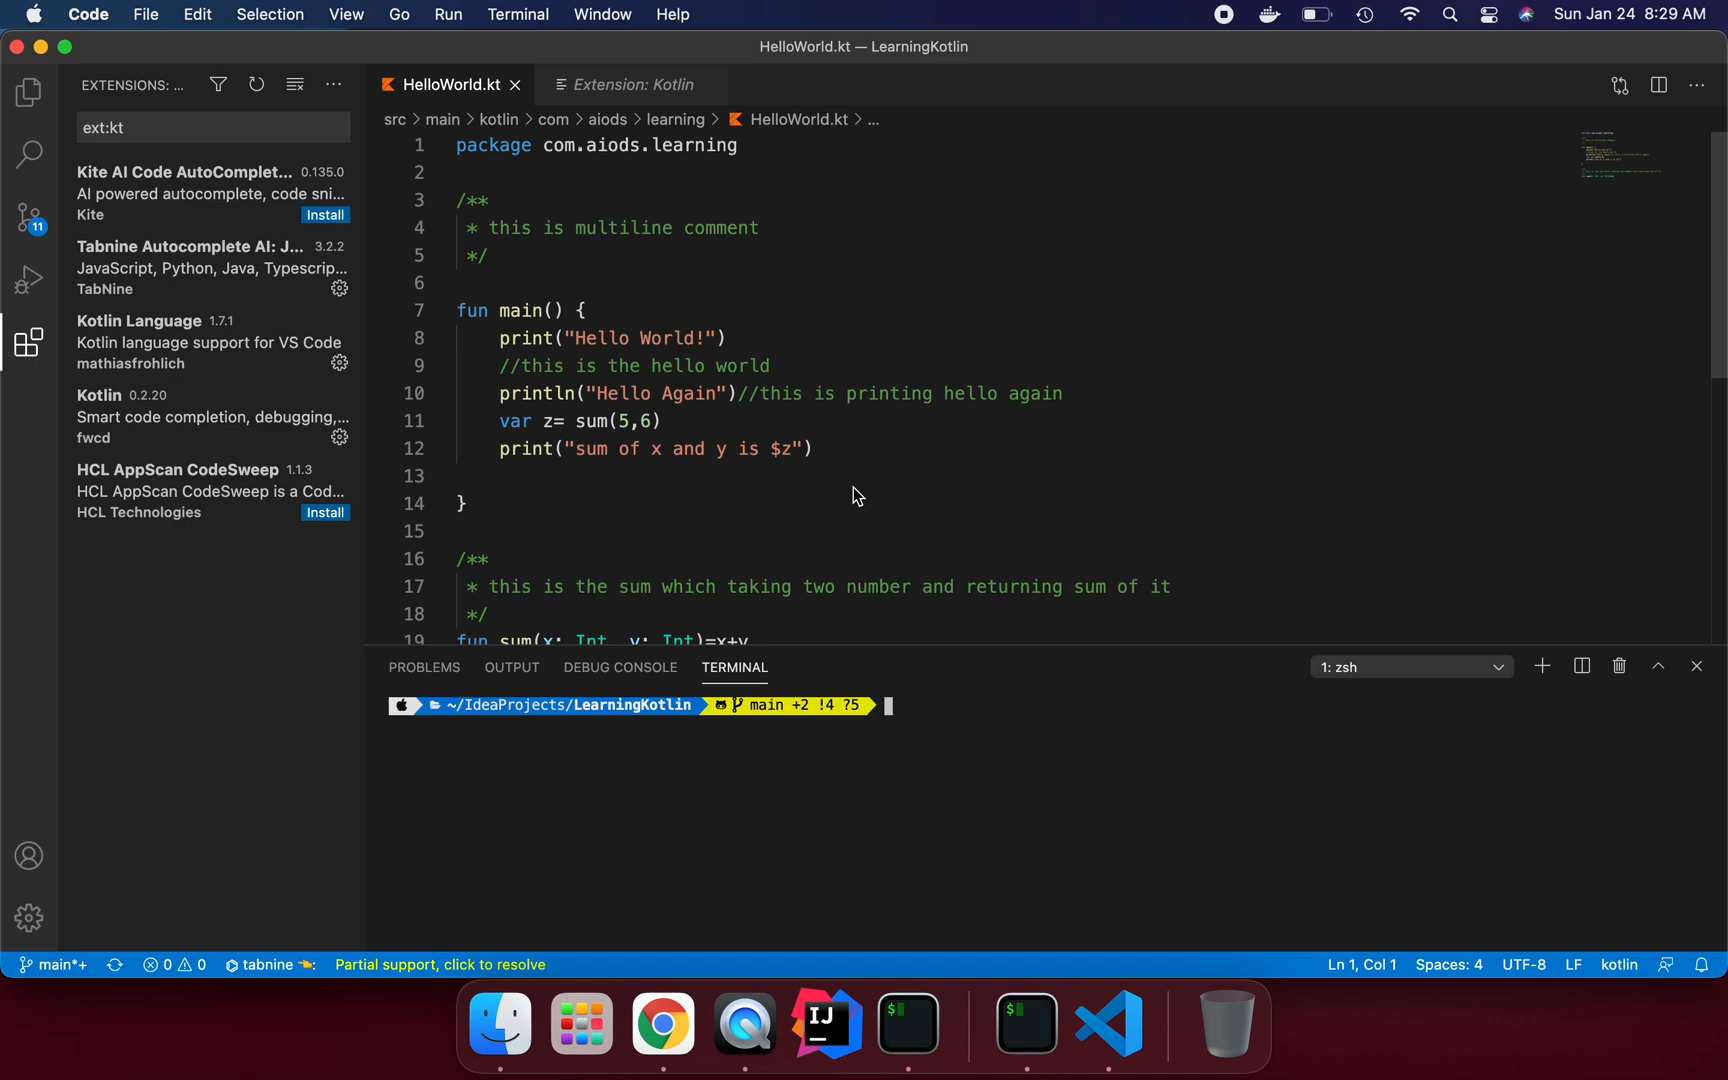 Code File Edit Selection View Go Run Terminal Window Help Sun Jan 24 8:29 AM
HelloWorld.kt — LearningKotlin
EXTENSIONS: ...
HelloWorld.kt
Extension: Kotlin
ext:kt
Kite AI Code AutoComplet... 0.135.0
AI powered autocomplete, code sni...
Kite Install
Tabnine Autocomplete AI: J... 3.2.2
JavaScript, Python, Java, Typescrip...
TabNine
Kotlin Language 1.7.1
Kotlin language support for VS Code
mathiasfrohlich
Kotlin 0.2.20
Smart code completion, debugging,...
fwcd
HCL AppScan CodeSweep 1.1.3
HCL AppScan CodeSweep is a Cod...
HCL Technologies Install
11
src > main > kotlin > com > aiods > learning > HelloWorld.kt > ...
1 package com.aiods.learning
2
3 /**
4 * this is multiline comment
5 */
6
7 fun main() {
8 print("Hello World!")
9 //this is the hello world
10 println("Hello Again")//this is printing hello again
11 var z= sum(5,6)
12 print("sum of x and y is $z")
13
14 }
15
16 /**
17 * this is the sum which taking two number and returning sum of it
18 */
19 fun sum(x: Int, y: Int)=x+y
PROBLEMS OUTPUT DEBUG CONSOLE TERMINAL 1: zsh
~/IdeaProjects/LearningKotlin main +2 !4 ?5
main*+ 0 0 tabnine : Partial support, click to resolve Ln 1, Col 1 Spaces: 4 UTF-8 LF kotlin
IJ
$
$